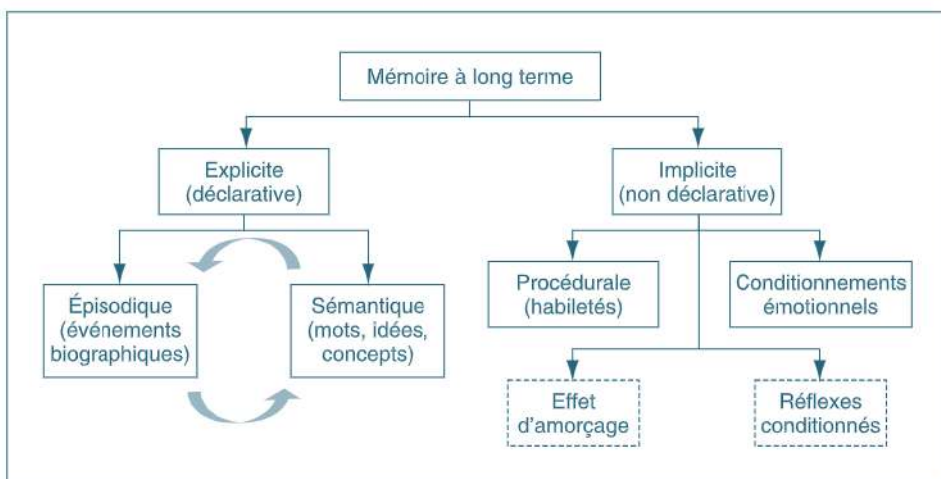 Mémoire à long terme
Explicite
(déclarative)
Implicite
(non déclarative)
Épisodique
(événements
biographiques)
Sémantique
(mots, idées,
concepts)
Procédurale
(habiletés)
Conditionnements
émotionnels
Effet
d'amorçage
Réflexes
conditionnés